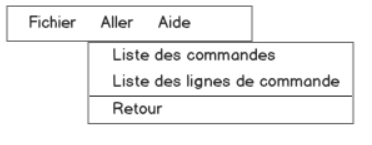 Fichier Aller Aide
Liste des commandes
Liste des lignes de commande
Retour